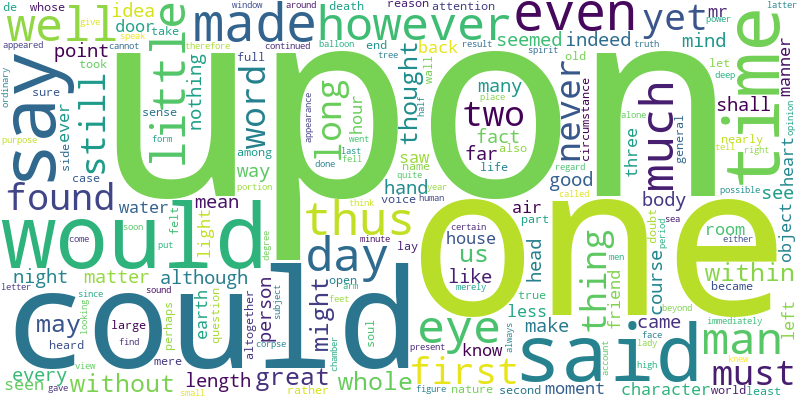 de whose idea door take death reason attention window around power latter
well appeared give speak cannot made however even yet mr
point took therefore continued full balloon end result tree spirit truth let deep
say ordinary sure sense nothing word back seemed indeed mind
still little upon long thought wall old never much time manner
ever side form appearance hour many place two fact also circumstance shall
purpose case among way done last went half far life regard alone three general nearly opinion
found mean portion hand saw name quite good body tell right possible see object heart
would water felt light degree voice human year called doubt
come soon put thus think one air part sea period room either
night matter although day minute lay house us certain merely men became within
could open arm like head course thing friend beyond
letter since sound might true less make came left
may looking perhaps earth question altogether person subject feet eye know always said face lady immediately man
heard large find soul chamber present account high knew must
every view mere corpse first
seen gave without small length great rather whole figure nature second moment yet character world least